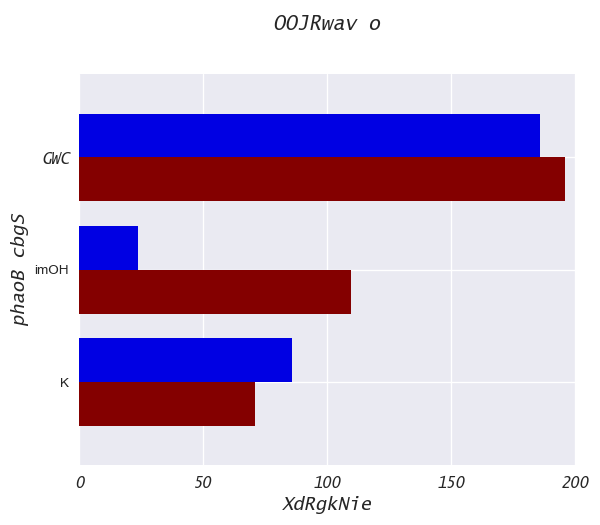 OOJRwav o
GWC
imOH
K
phaoB cbgS
0 50 100 150 200
XdRgkNie